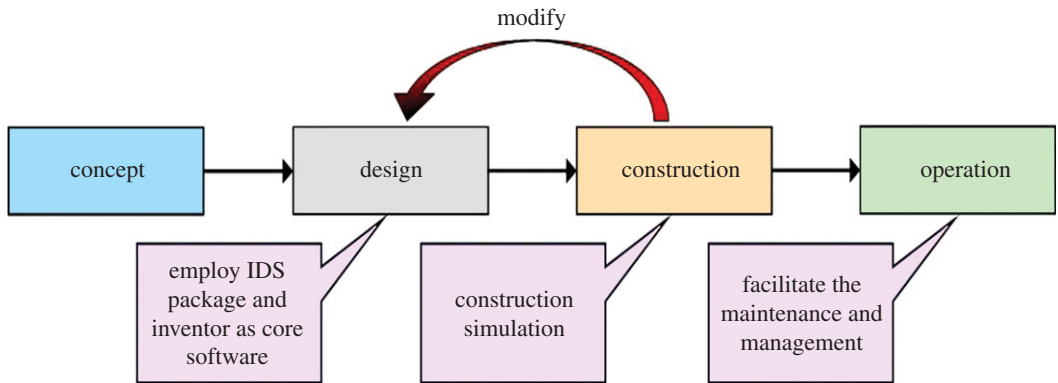 modify
concept
design
construction
operation
employ IDS
package and
inventor as core
software
construction
simulation
facilitate the
maintenance and
management